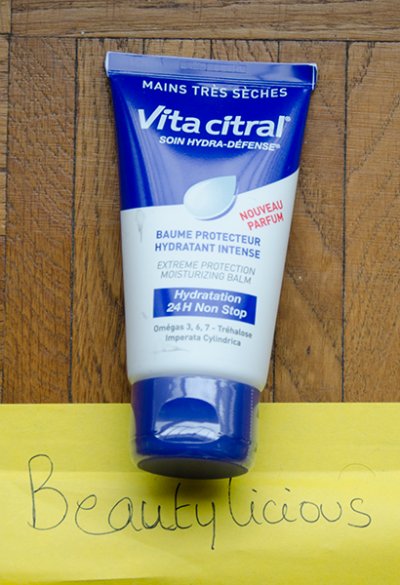 MAINS TRÈS SÈCHES
Vita citral®
SOIN HYDRA-DÉFENSE®
NOUVEAU
PARFUM
BAUME PROTECTEUR
HYDRATANT INTENSE
EXTREME PROTECTION
MOISTURIZING BALM
Hydratation
24H Non Stop
Omégas 3, 6, 7 - Tréhalose
Imperata Cylindrica
Beautylicious